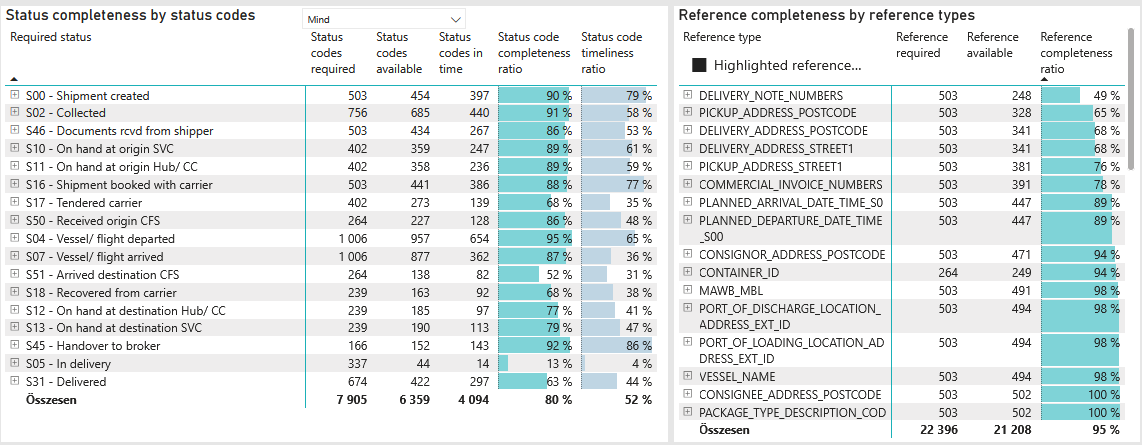 Status completeness by status codes
Mind
Required status
Status codes required
Status codes available
Status codes in time
Status code completeness ratio
Status code timeliness ratio
S00 - Shipment created 503 454 397 90 % 79 %
S02 - Collected 756 685 440 91 % 58 %
S46 - Documents rcvd from shipper 503 434 267 86 % 53 %
S10 - On hand at origin SVC 402 359 247 89 % 61 %
S11 - On hand at origin Hub/ CC 402 358 236 89 % 59 %
S16 - Shipment booked with carrier 503 441 386 88 % 77 %
S17 - Tendered carrier 402 273 139 68 % 35 %
S50 - Received origin CFS 264 227 128 86 % 48 %
S04 - Vessel/ flight departed 1 006 957 654 95 % 65 %
S07 - Vessel/ flight arrived 1 006 877 362 87 % 36 %
S51 - Arrived destination CFS 264 138 82 52 % 31 %
S18 - Recovered from carrier 239 163 92 68 % 38 %
S12 - On hand at destination Hub/ CC 239 185 97 77 % 41 %
S13 - On hand at destination SVC 239 190 113 79 % 47 %
S45 - Handover to broker 166 152 143 92 % 86 %
S05 - In delivery 337 44 14 13 % 4 %
S31 - Delivered 674 422 297 63 % 44 %
Összesen 7 905 6 359 4 094 80 % 52 %
Reference completeness by reference types
Reference type
Reference required
Reference available
Reference completeness ratio
Highlighted reference...
DELIVERY_NOTE_NUMBERS 503 248 49 %
PICKUP_ADDRESS_POSTCODE 503 328 65 %
DELIVERY_ADDRESS_POSTCODE 503 341 68 %
DELIVERY_ADDRESS_STREET1 503 341 68 %
PICKUP_ADDRESS_STREET1 503 381 76 %
COMMERCIAL_INVOICE_NUMBERS 503 391 78 %
PLANNED_ARRIVAL_DATE_TIME_S0 503 447 89 %
PLANNED_DEPARTURE_DATE_TIME 503 447 89 %
_S00
CONSIGNOR_ADDRESS_POSTCODE 503 471 94 %
CONTAINER_ID 264 249 94 %
MAWB_MBL 503 491 98 %
PORT_OF_DISCHARGE_LOCATION_ 503 494 98 %
ADDRESS_EXT_ID
PORT_OF_LOADING_LOCATION_AD 503 494 98 %
DRESS_EXT_ID
VESSEL_NAME 503 494 98 %
CONSIGNEE_ADDRESS_POSTCODE 503 502 100 %
PACKAGE_TYPE_DESCRIPTION_COD 503 502 100 %
Összesen 22 396 21 208 95 %